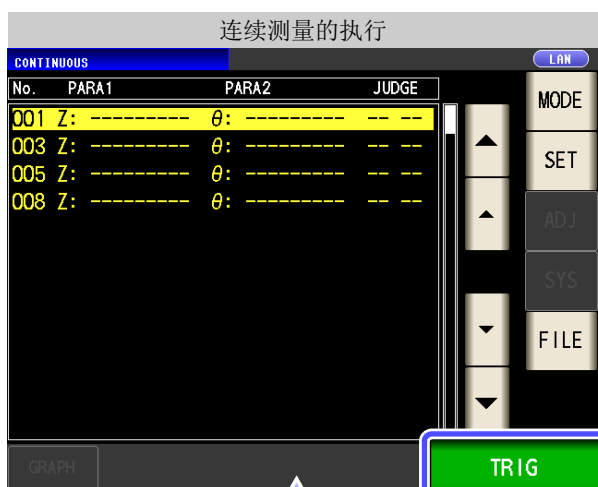 连续测量的执行
CONTINUOUS LAN
No. PARA1 PARA2 JUDGE
001 Z: --------- θ: --------- -- --
003 Z: --------- θ: --------- -- --
005 Z: --------- θ: --------- -- --
008 Z: --------- θ: --------- -- --
MODE
SET
ADJ
SYS
FILE
GRAPH
TRIG